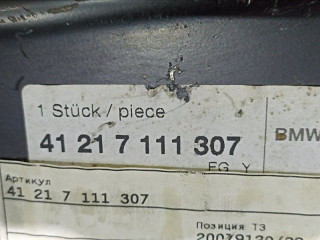 1 Stück / piece
41 21 7 111 307
BMW
EG Y
Артикул
41 21 7 111 307
Позиция ТЗ